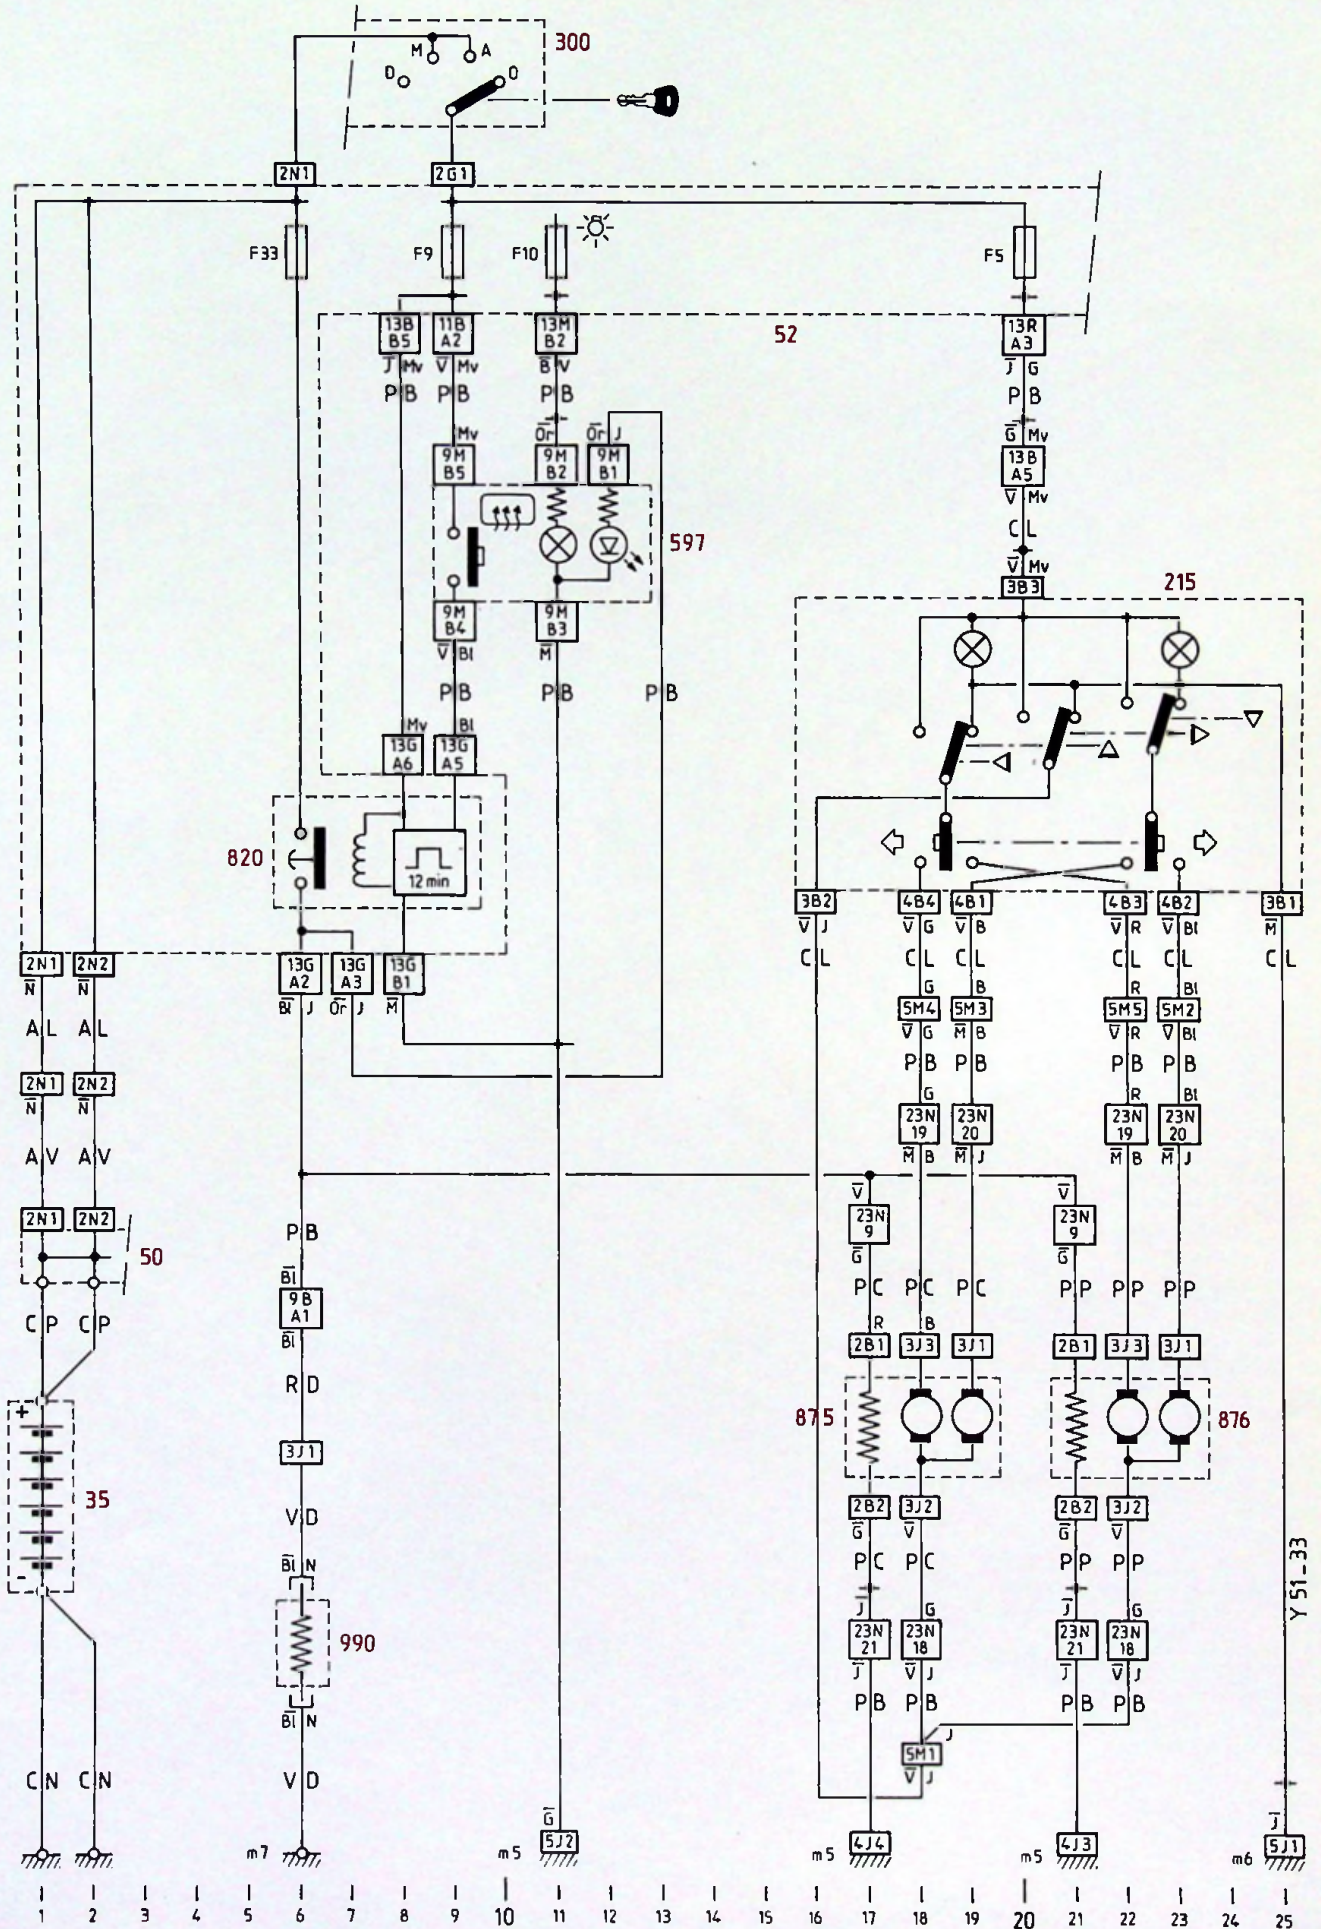 M A 300
D O
2N1 2G1
F33 F9 F10 F5
13B B5 11B A2 13M B2 52 13R A3
J Mv V Mv B V J G
P B P B P B P B
G Mv
Mv Or Or J
9M B5 9M B2 9M B1 13B A5
V Mv
C L
597
V Mv
3B3 215
9M B4 9M B3
V Bl M
P B P B P B
Mv Bl
13G A6 13G A5
820 12 min
3B2 4B4 4B1 4B3 4B2 3B1
V J V G V B V R V Bl M
C L C L C L C L C L C L
2N1 2N2 13G A2 13G A3 13G B1
N N Bl J Or J M
G B R Bl
5M4 5M3 5M5 5M2
V G M B V R V Bl
A L A L
P B P B P B P B
2N1 2N2
N N
G R Bl
23N 19 23N 20 23N 19 23N 20
M B M J M B M J
A V A V
V V
2N1 2N2 23N 9 23N 9
G G
P B
50
Bl
P C P C P C P P P P P P
9B A1
Bl
C P C P
R B
2B1 3J3 3J1 2B1 3J3 3J1
R D
+
875 876
3J1
35
2B2 3J2 2B2 3J2
G V G V
V D
P C P C P P P P
Bl N
-
Y 51_33
J G J G
990
23N 21 23N 18 23N 21 23N 18
J V J J V J
P B P B P B P B
Bl N
J
5M1
V J
C N C N V D
G J
m7 m5 5J2 m5 4J4 m5 4J3 m6 5J1
1 2 3 4 5 6 7 8 9 10 11 12 13 14 15 16 17 18 19 20 21 22 23 24 25